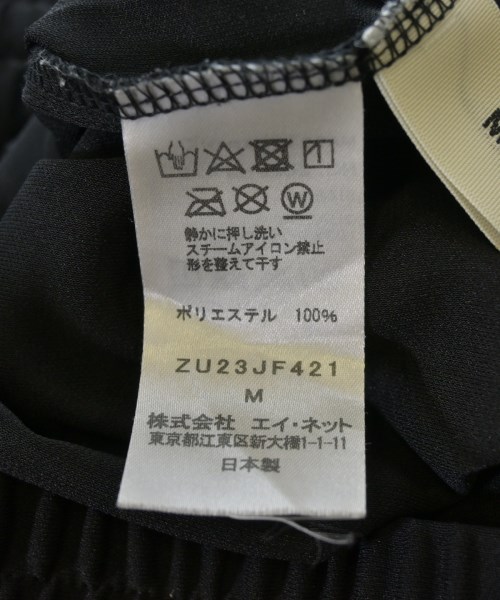 W
静かに押し洗い
スチームアイロン禁止
形を整えて干す
ポリエステル 100%
ZU23JF421
M
株式会社 エイ・ネット
東京都江東区新大橋1-1-11
日本製